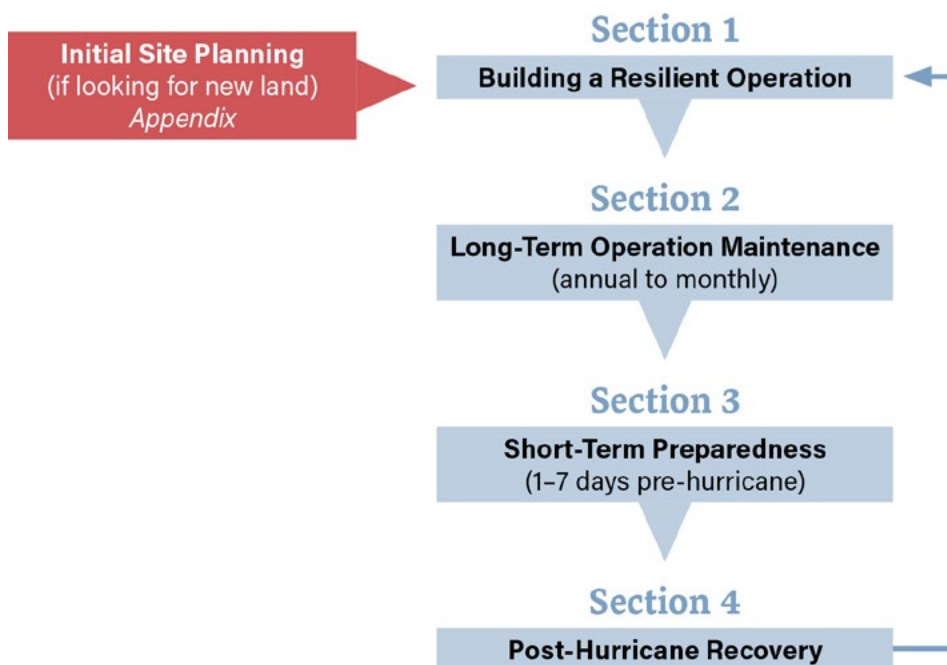 Initial Site Planning
(if looking for new land)
Appendix
Section 1
Building a Resilient Operation
Section 2
Long-Term Operation Maintenance
(annual to monthly)
Section 3
Short-Term Preparedness
(1–7 days pre-hurricane)
Section 4
Post-Hurricane Recovery